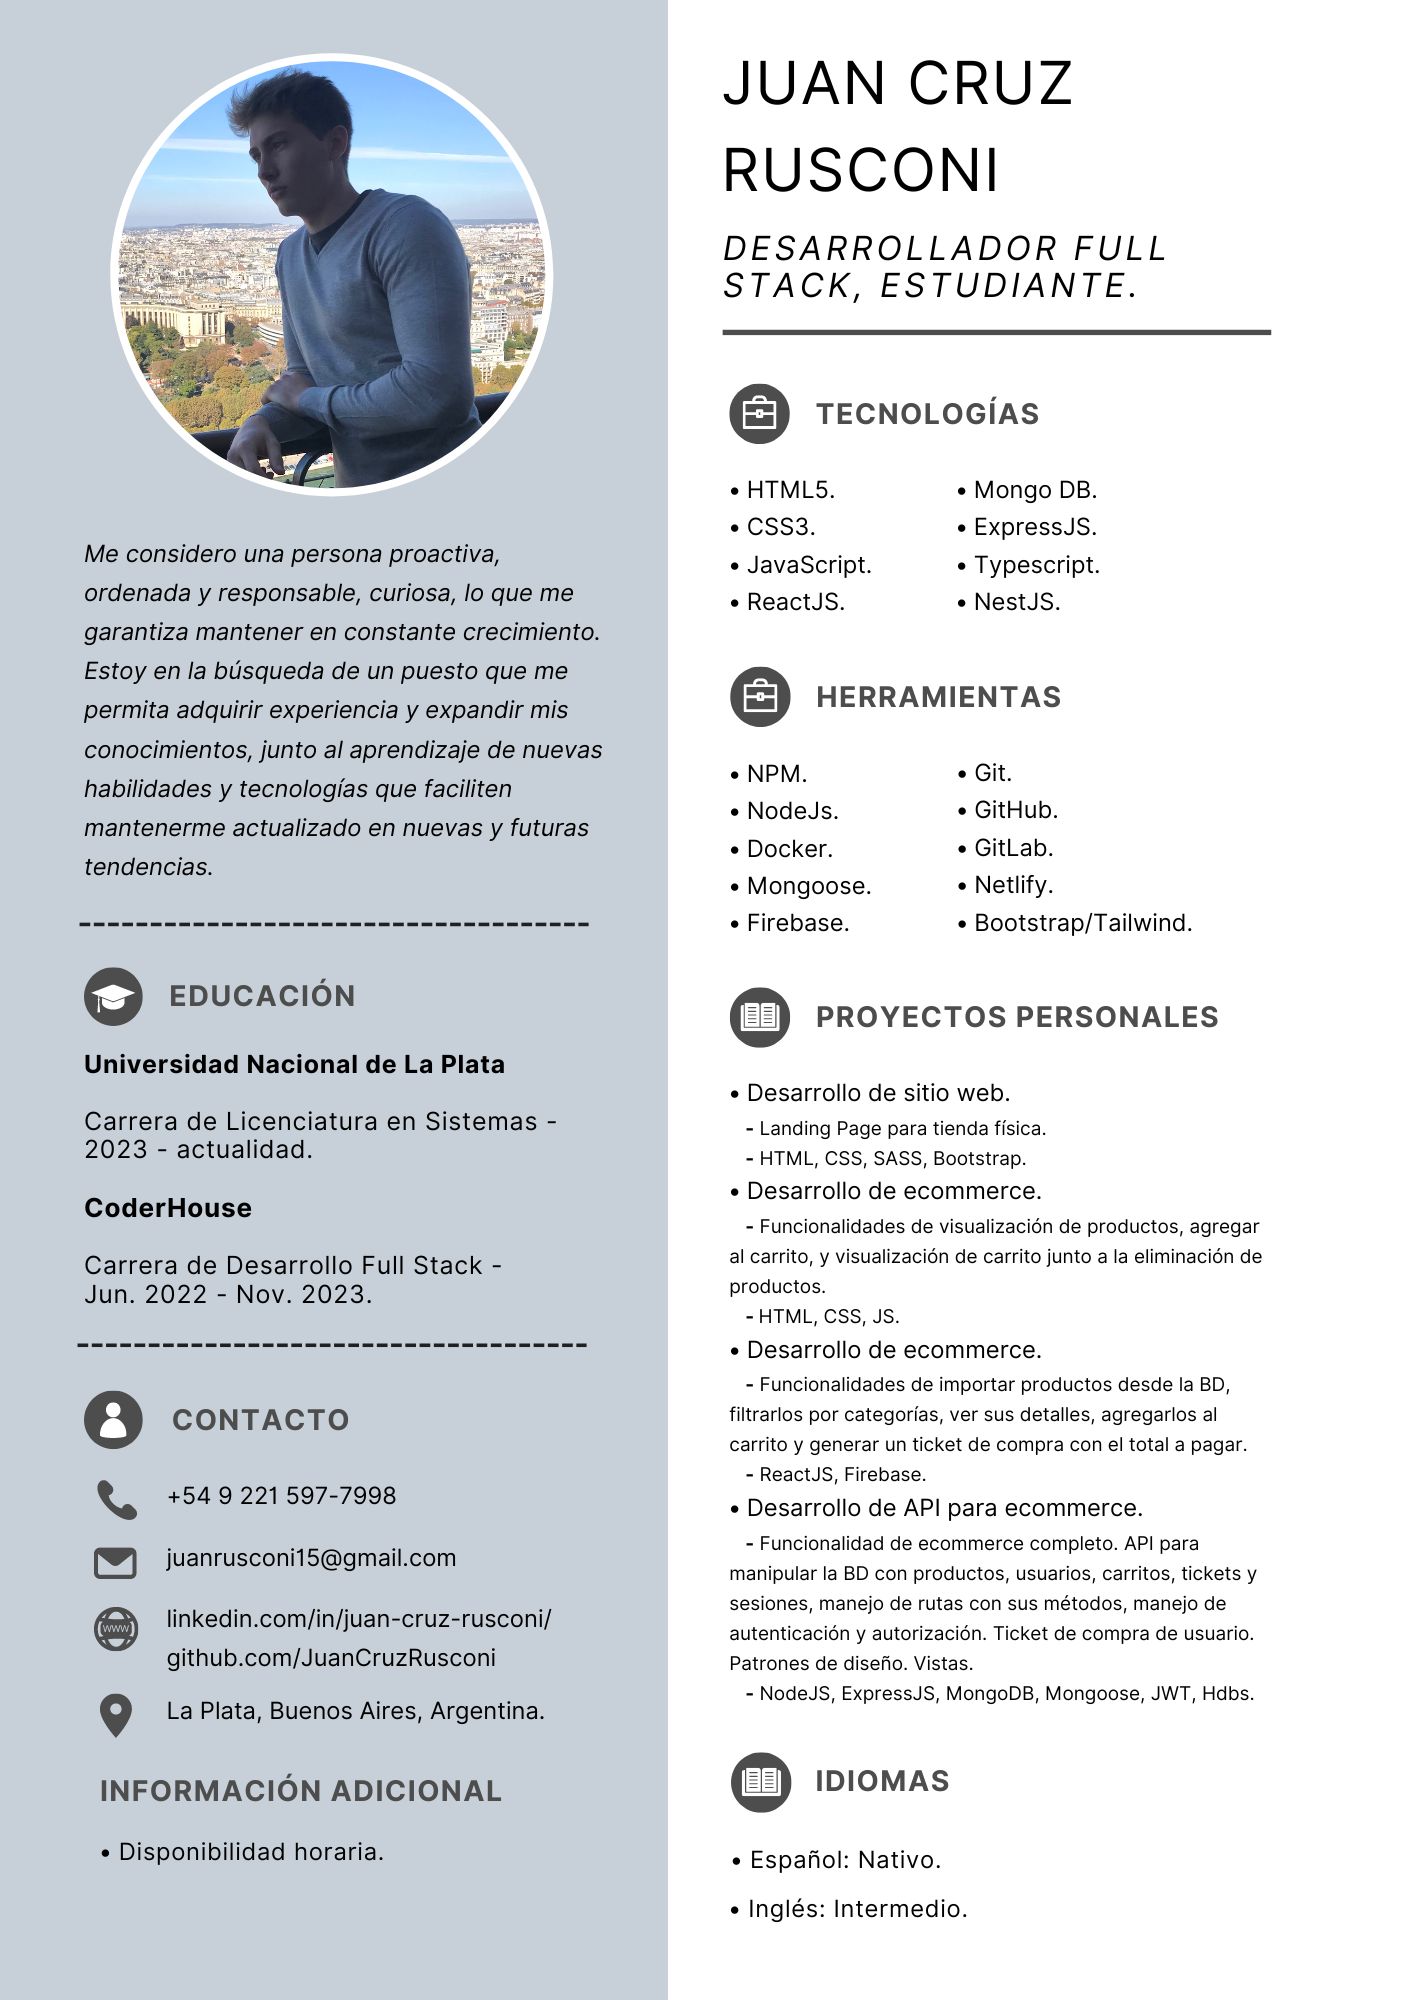 JUAN CRUZ
RUSCONI
DESARROLLADOR FULL
STACK, ESTUDIANTE.
Me considero una persona proactiva,
ordenada y responsable, curiosa, lo que me
garantiza mantener en constante crecimiento.
Estoy en la búsqueda de un puesto que me
permita adquirir experiencia y expandir mis
conocimientos, junto al aprendizaje de nuevas
habilidades y tecnologías que faciliten
mantenerme actualizado en nuevas y futuras
tendencias.
EDUCACIÓN
Universidad Nacional de La Plata
Carrera de Licenciatura en Sistemas -
2023 - actualidad.
CoderHouse
Carrera de Desarrollo Full Stack -
Jun. 2022 - Nov. 2023.
CONTACTO
+54 9 221 597-7998
juanrusconi15@gmail.com
WWW
linkedin.com/in/juan-cruz-rusconi/
github.com/JuanCruzRusconi
La Plata, Buenos Aires, Argentina.
INFORMACIÓN ADICIONAL
• Disponibilidad horaria.
TECNOLOGÍAS
• HTML5.
• CSS3.
• JavaScript.
• ReactJS.
• Mongo DB.
• ExpressJS.
• Typescript.
• NestJS.
HERRAMIENTAS
• NPM.
• NodeJs.
• Docker.
• Mongoose.
• Firebase.
• Git.
• GitHub.
• GitLab.
• Netlify.
• Bootstrap/Tailwind.
PROYECTOS PERSONALES
• Desarrollo de sitio web.
- Landing Page para tienda física.
- HTML, CSS, SASS, Bootstrap.
• Desarrollo de ecommerce.
- Funcionalidades de visualización de productos, agregar
al carrito, y visualización de carrito junto a la eliminación de
productos.
- HTML, CSS, JS.
• Desarrollo de ecommerce.
- Funcionalidades de importar productos desde la BD,
filtrarlos por categorías, ver sus detalles, agregarlos al
carrito y generar un ticket de compra con el total a pagar.
- ReactJS, Firebase.
• Desarrollo de API para ecommerce.
- Funcionalidad de ecommerce completo. API para
manipular la BD con productos, usuarios, carritos, tickets y
sesiones, manejo de rutas con sus métodos, manejo de
autenticación y autorización. Ticket de compra de usuario.
Patrones de diseño. Vistas.
- NodeJS, ExpressJS, MongoDB, Mongoose, JWT, Hdbs.
IDIOMAS
• Español: Nativo.
• Inglés: Intermedio.